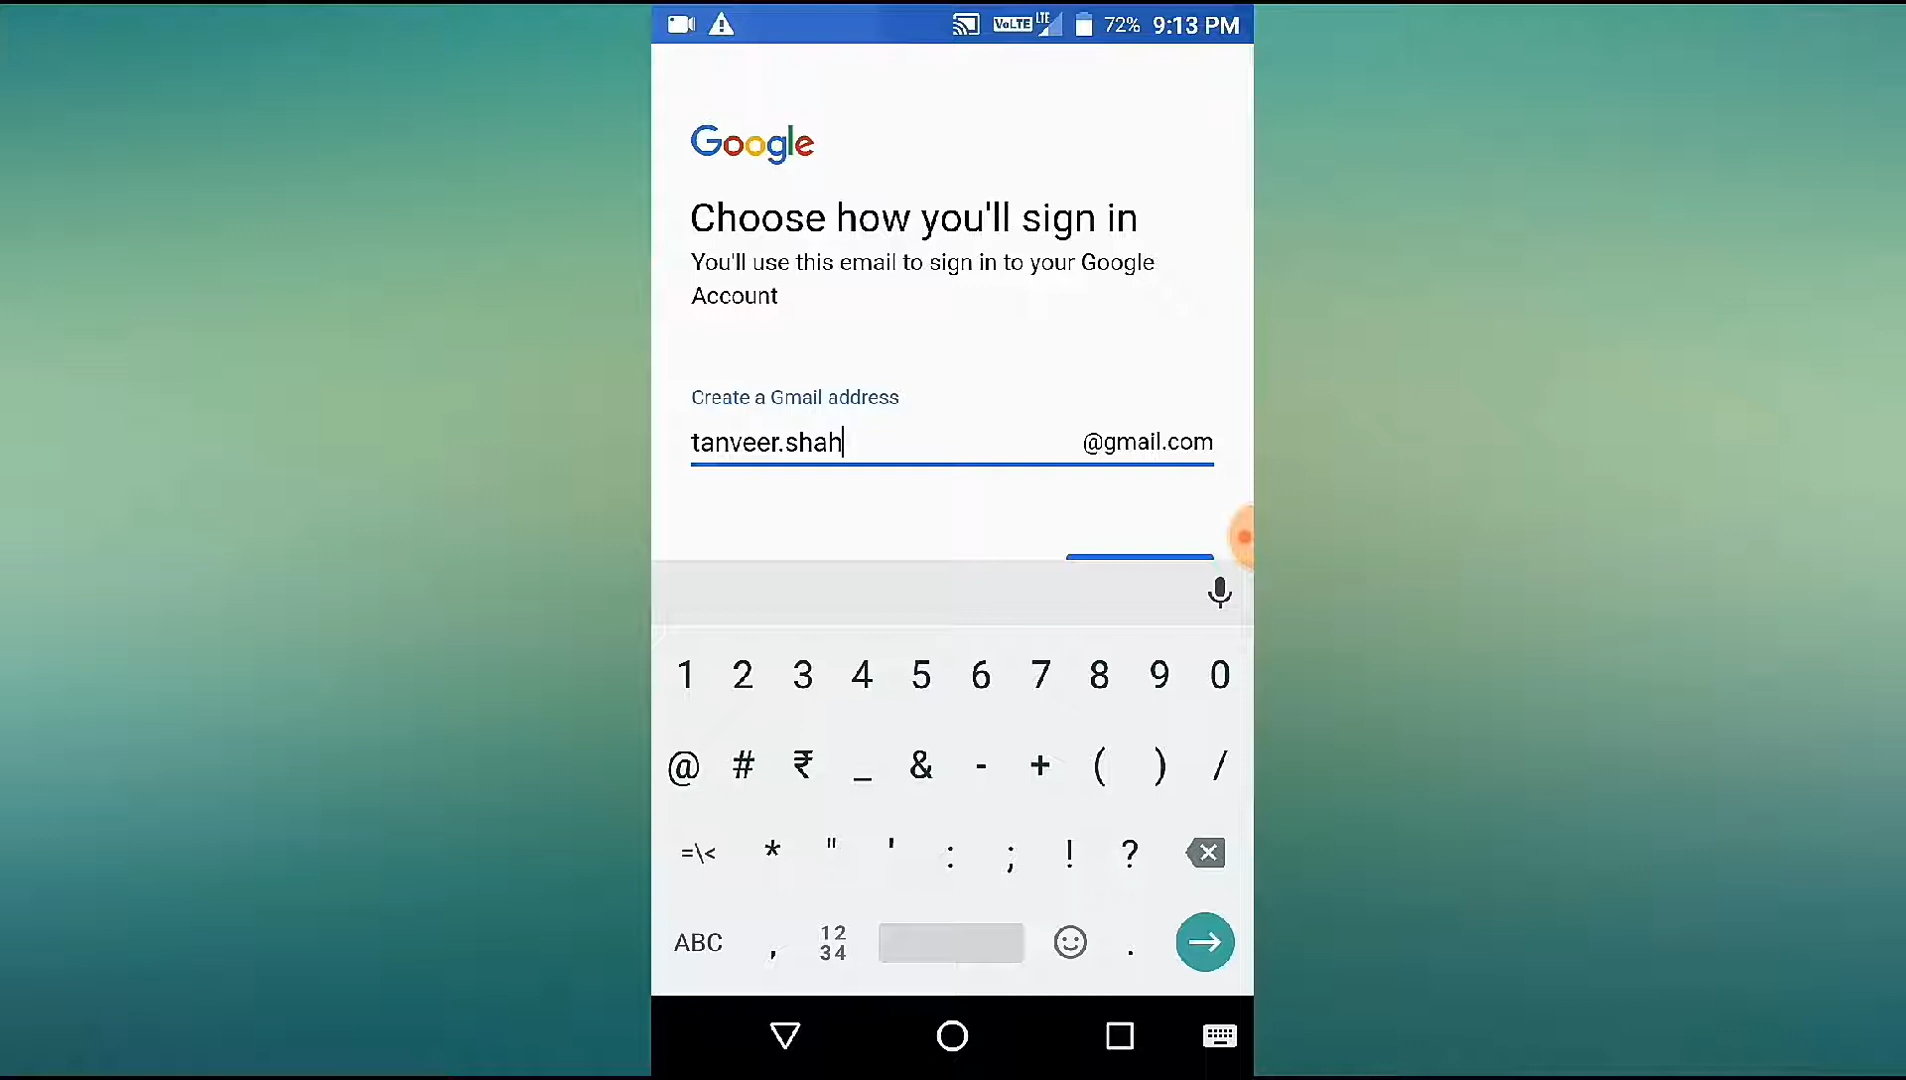 VoLTE LTE 72% 9:13 PM
Google
Choose how you'll sign in
You'll use this email to sign in to your Google
Account
Create a Gmail address
tanveer.shah @gmail.com
1 2 3 4 5 6 7 8 9 0
@ # ₹ _ & - + ( ) /
=\< * " ' : ; ! ?
ABC , 12 34 .